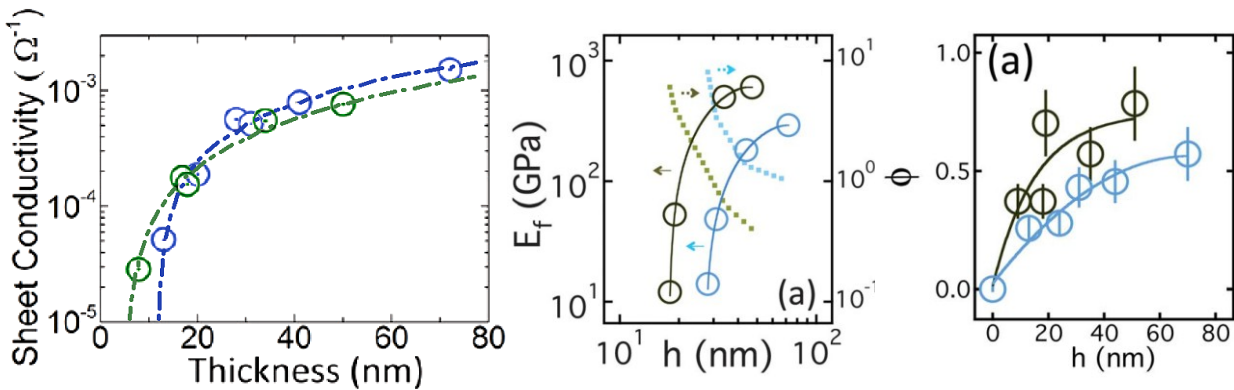 Sheet Conductivity ( Ω⁻¹)
10⁻³
10⁻⁴
10⁻⁵
0 20 40 60 80
Thickness (nm)
E_f (GPa)
10³
10²
10¹
(a)
10¹ h (nm) 10²
10¹
10⁰
10⁻¹
ϕ
(a)
1.0
0.5
0.0
0 20 40 60 80
h (nm)